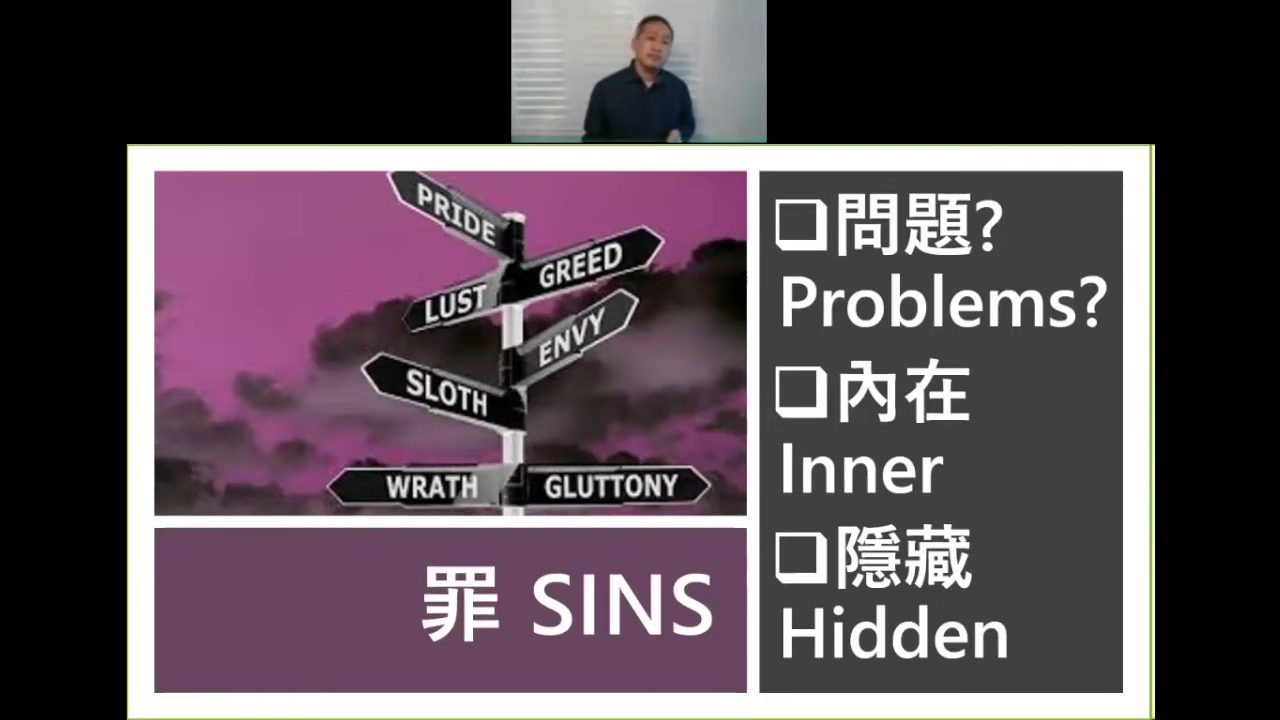 PRIDE
GREED
LUST
ENVY
SLOTH
WRATH
GLUTTONY
罪 SINS
❑問題?
Problems?
❑內在
Inner
❑隱藏
Hidden